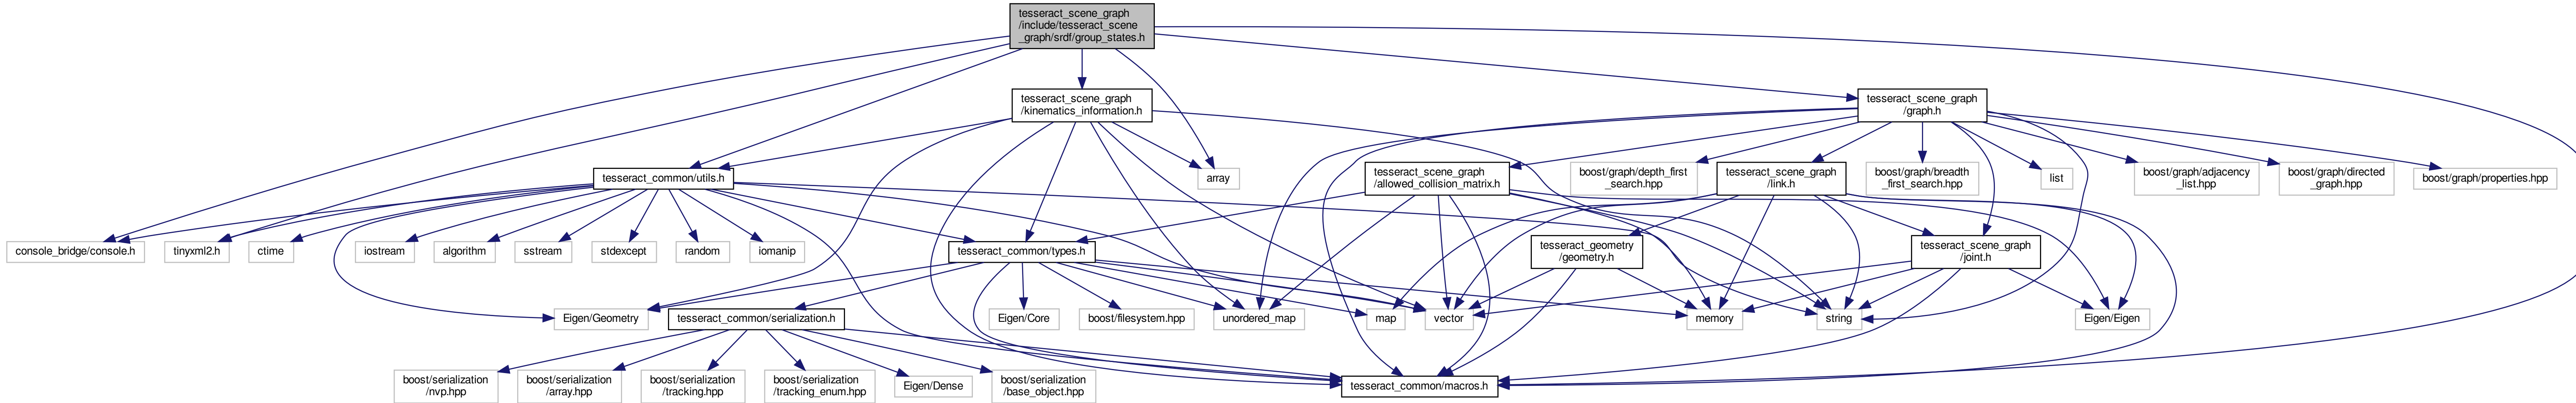 tesseract_scene_graph
/include/tesseract_scene
_graph/srdf/group_states.h
tesseract_scene_graph
/kinematics_information.h
tesseract_scene_graph
/graph.h
tesseract_common/utils.h
array
tesseract_scene_graph
/allowed_collision_matrix.h
boost/graph/depth_first
_search.hpp
tesseract_scene_graph
/link.h
boost/graph/breadth
_first_search.hpp
list
boost/graph/adjacency
_list.hpp
boost/graph/directed
_graph.hpp
boost/graph/properties.hpp
console_bridge/console.h
tinyxml2.h
ctime
iostream
algorithm
sstream
stdexcept
random
iomanip
tesseract_common/types.h
tesseract_geometry
/geometry.h
tesseract_scene_graph
/joint.h
Eigen/Geometry
tesseract_common/serialization.h
Eigen/Core
boost/filesystem.hpp
unordered_map
map
vector
memory
string
Eigen/Eigen
boost/serialization
/nvp.hpp
boost/serialization
/array.hpp
boost/serialization
/tracking.hpp
boost/serialization
/tracking_enum.hpp
Eigen/Dense
boost/serialization
/base_object.hpp
tesseract_common/macros.h